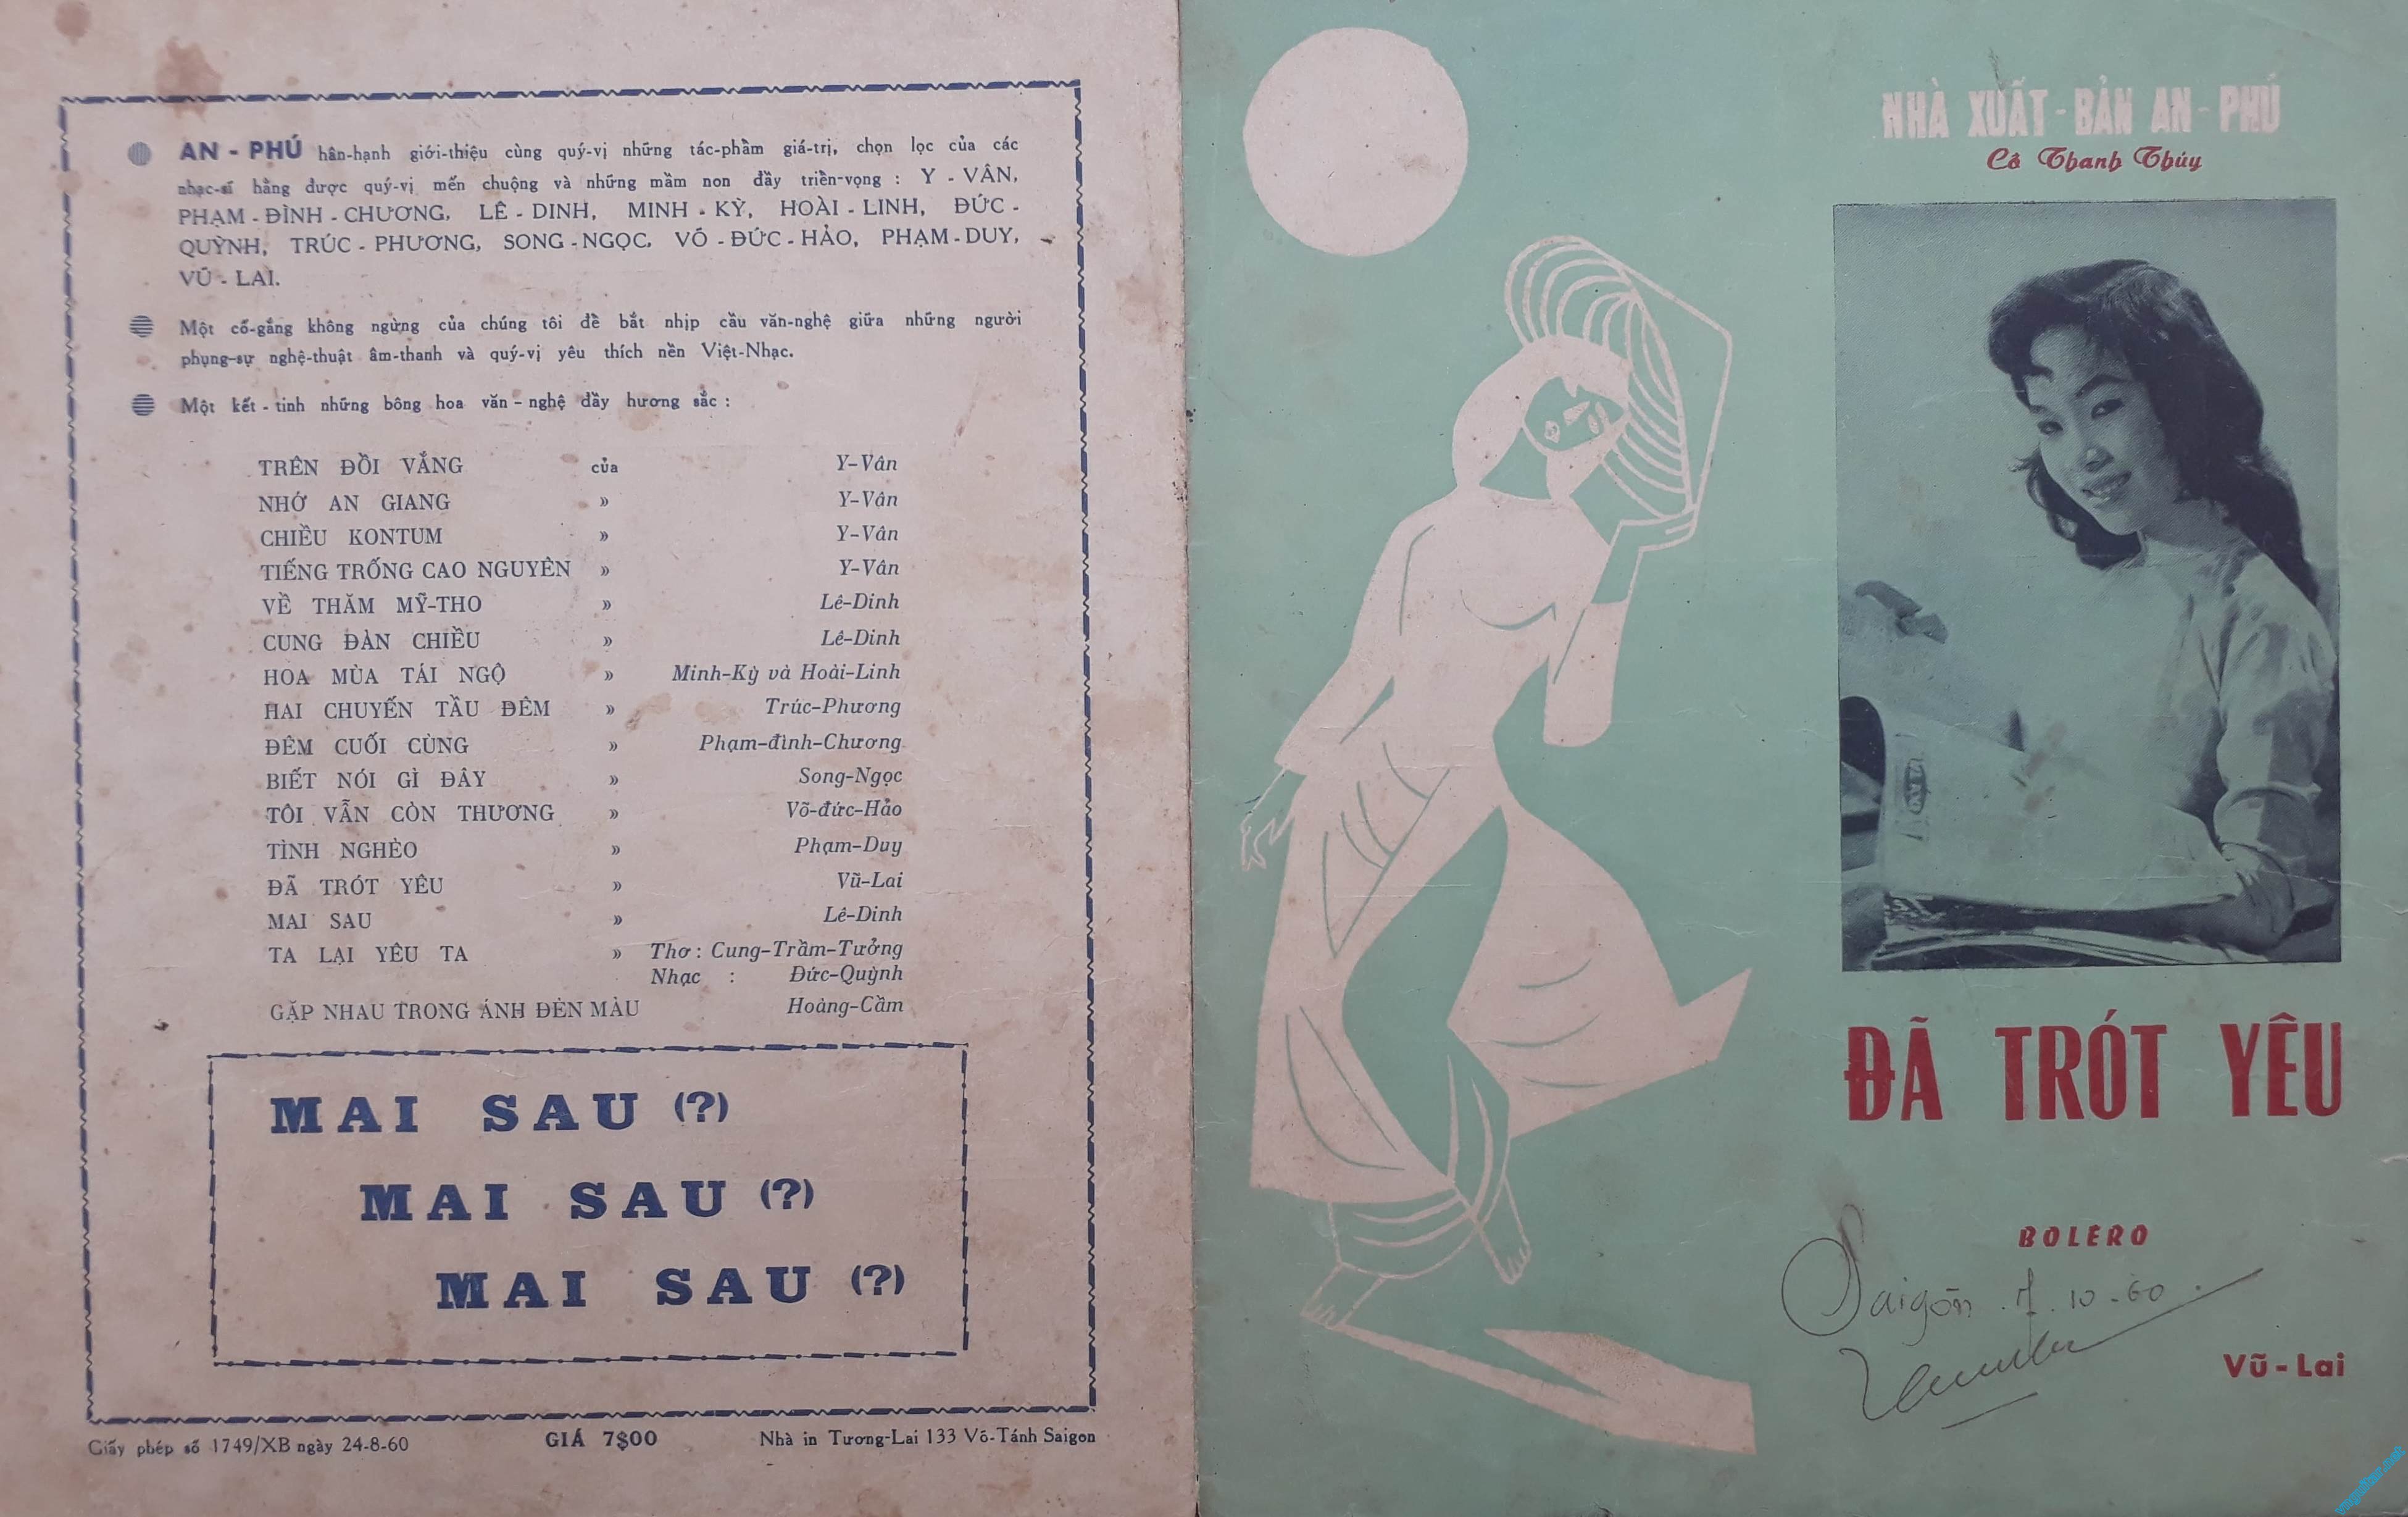 AN - PHÚ hân-hạnh giới-thiệu cùng quý-vị những tác-phẩm giá-trị, chọn lọc của các
nhạc-sĩ hằng được quý-vị mến chuộng và những mầm non đầy triển-vọng : Y - VÂN,
PHẠM - ĐÌNH - CHƯƠNG, LÊ - DINH, MINH - KỲ, HOÀI - LINH, ĐỨC -
QUỲNH, TRÚC - PHƯƠNG, SONG - NGỌC, VÕ - ĐỨC - HẢO, PHẠM - DUY,
VŨ - LAI.
Một cố-gắng không ngừng của chúng tôi để bắt nhịp cầu văn-nghệ giữa những người
phụng-sự nghệ-thuật âm-thanh và quý-vị yêu thích nền Việt-Nhạc.
Một kết - tinh những bông hoa văn - nghệ đầy hương sắc :
TRÊN ĐỒI VẮNG của Y-Vân
NHỚ AN GIANG » Y-Vân
CHIỀU KONTUM » Y-Vân
TIẾNG TRỐNG CAO NGUYÊN » Y-Vân
VỀ THĂM MỸ-THO » Lê-Dinh
CUNG ĐÀN CHIỀU » Lê-Dinh
HOA MÙA TÁI NGỘ » Minh-Kỳ và Hoài-Linh
HAI CHUYẾN TẦU ĐÊM » Trúc-Phương
ĐÊM CUỐI CÙNG » Phạm-đình-Chương
BIẾT NÓI GÌ ĐÂY » Song-Ngọc
TÔI VẪN CÒN THƯƠNG » Võ-đức-Hảo
TÌNH NGHÈO » Phạm-Duy
ĐÃ TRÓT YÊU » Vũ-Lai
MAI SAU » Lê-Dinh
TA LẠI YÊU TA » Thơ : Cung-Trầm-Tưởng
Nhạc : Đức-Quỳnh
GẶP NHAU TRONG ÁNH ĐÈN MÀU Hoàng-Cầm
MAI SAU (?)
MAI SAU (?)
MAI SAU (?)
Giấy phép số 1749/XB ngày 24-8-60 GIÁ 7$00 Nhà in Tương-Lai 133 Võ-Tánh Saigon
NHÀ XUẤT - BẢN AN - PHÚ
Cô Thanh Thúy
ĐÃ TRÓT YÊU
BOLERO
Saigòn . 7 . 10 - 60 .
Vũ - Lai